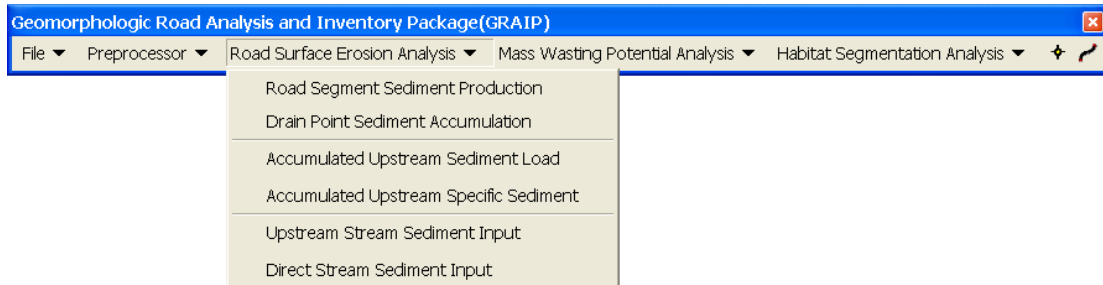 Geomorphologic Road Analysis and Inventory Package(GRAIP)
File Preprocessor Road Surface Erosion Analysis Mass Wasting Potential Analysis Habitat Segmentation Analysis
Road Segment Sediment Production
Drain Point Sediment Accumulation
Accumulated Upstream Sediment Load
Accumulated Upstream Specific Sediment
Upstream Stream Sediment Input
Direct Stream Sediment Input